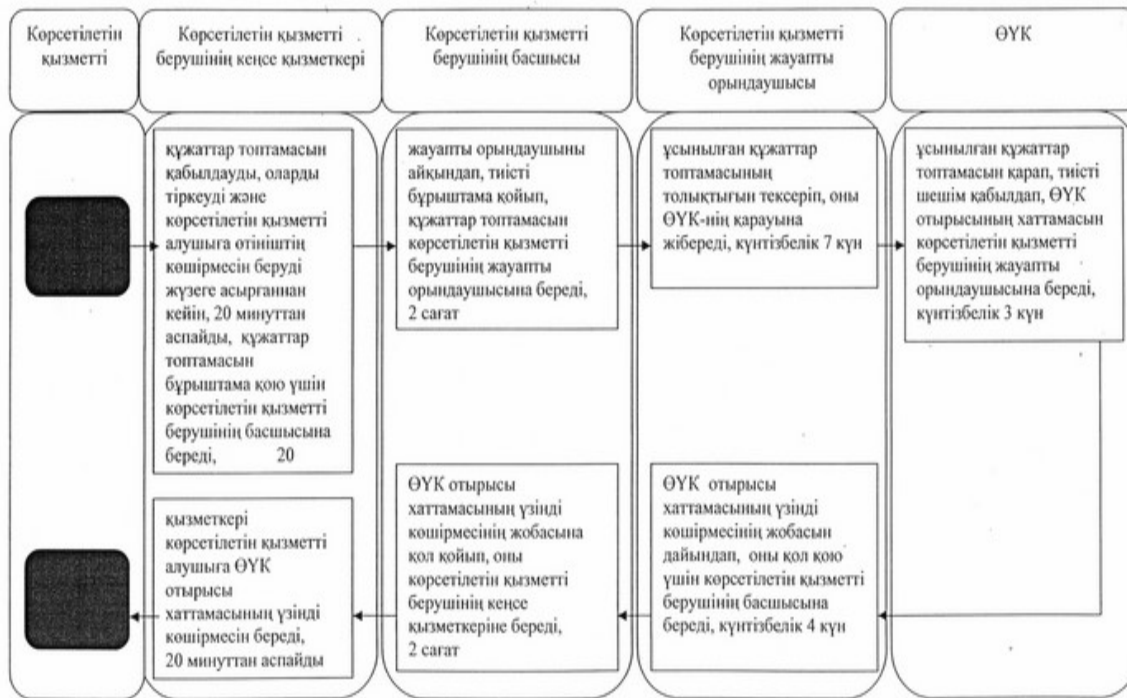 Көрсетілетін
қызметті
Көрсетілетін қызметті
берушінің кеңсе қызметкері
Көрсетілетін қызметті
берушінің басшысы
Көрсетілетін қызметті
берушінің жауапты
орындаушысы
ӨҮК
құжаттар топтамасын
қабылдауды, оларды
тіркеуді және
көрсетілетін қызметті
алушыға өтініштің
көшірмесін беруді
жүзеге асырғаннан
кейін, 20 минуттан
аспайды, құжаттар
топтамасын
бұрыштама қою үшін
көрсетілетін қызметті
берушінің басшысына
береді, 20
жауапты орындаушыны
айқындап, тиісті
бұрыштама қойып,
құжаттар топтамасын
көрсетілетін қызметті
берушінің жауапты
орындаушысына береді,
2 сағат
ұсынылған құжаттар
топтамасының
толықтығын тексеріп, оны
ӨҮК-нің қарауына
жібереді, күнтізбелік 7 күн
ұсынылған құжаттар
топтамасын қарап, тиісті
шешім қабылдап, ӨҮК
отырысының хаттамасын
көрсетілетін қызметті
берушінің жауапты
орындаушысына береді,
күнтізбелік 3 күн
қызметкері
көрсетілетін қызметті
алушыға ӨҮК
отырысы
хаттамасының үзінді
көшірмесін береді,
20 минуттан аспайды
ӨҮК отырысы
хаттамасының үзінді
көшірмесінің жобасына
қол қойып, оны
көрсетілетін қызметті
берушінің кеңсе
қызметкеріне береді,
2 сағат
ӨҮК отырысы
хаттамасының үзінді
көшірмесінің жобасын
дайындап, оны қол қою
үшін көрсетілетін қызметті
берушінің басшысына
береді, күнтізбелік 4 күн